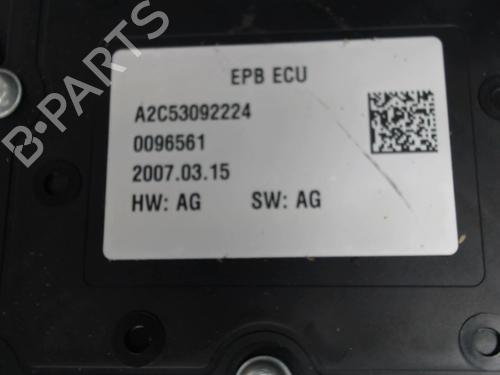 B-PARTS
EPB ECU
A2C53092224
0096561
2007.03.15
HW: AG SW: AG